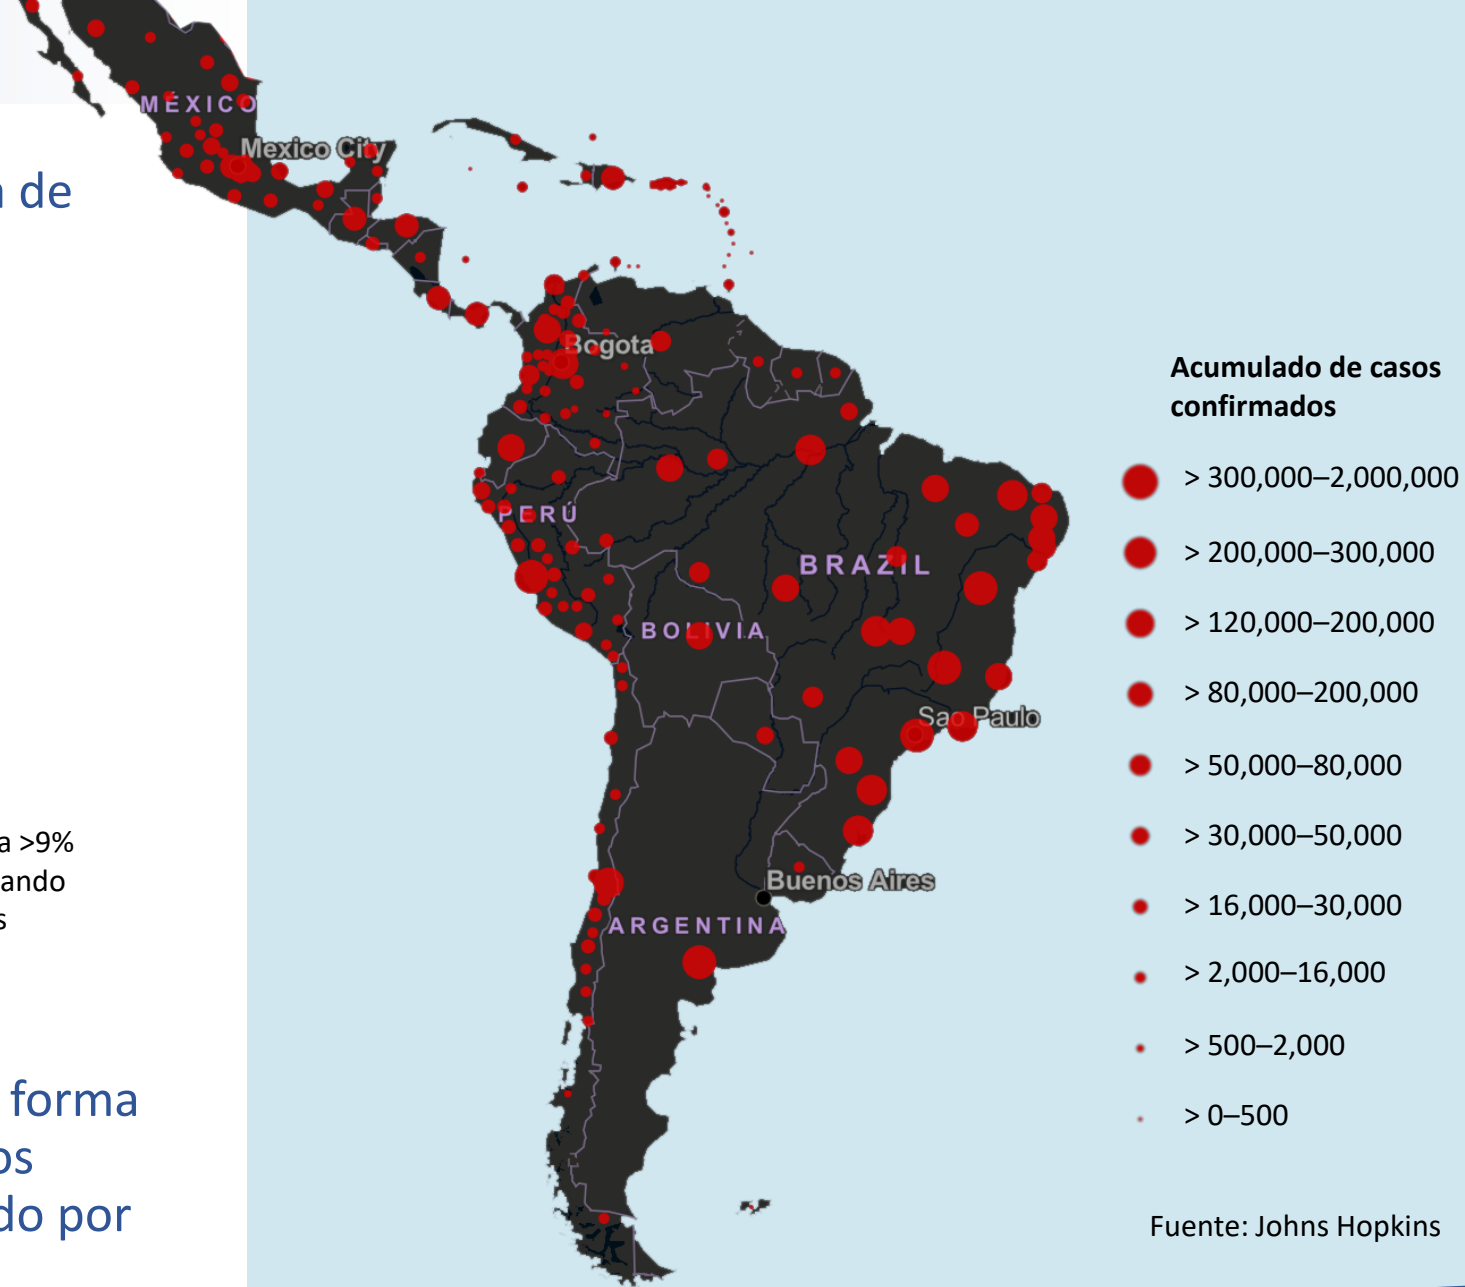 MÉXICO
Mexico City
de
Bogota
Acumulado de casos
confirmados
> 300,000–2,000,000
PERÚ
> 200,000–300,000
BRAZIL
> 120,000–200,000
BOLIVIA
> 80,000–200,000
Sao Paulo
> 50,000–80,000
a >9%
> 30,000–50,000
ando
Buenos Aires
> 16,000–30,000
s
ARGENTINA
> 2,000–16,000
> 500–2,000
forma
> 0–500
os
do por
Fuente: Johns Hopkins